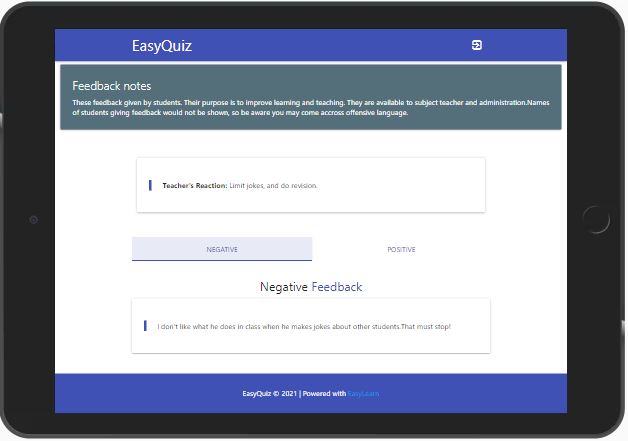 EasyQuiz
Feedback notes
These feedback given by students. Their purpose is to improve learning and teaching. They are available to subject teacher and administration.Names
of students giving feedback would not be shown, so be aware you may come accross offensive language.
Teacher's Reaction: Limit jokes, and do revision.
NEGATIVE
POSITIVE
Negative Feedback
I don't like what he does in class when he makes jokes about other students.That must stop!
EasyQuiz © 2021 | Powered with EasyLearn